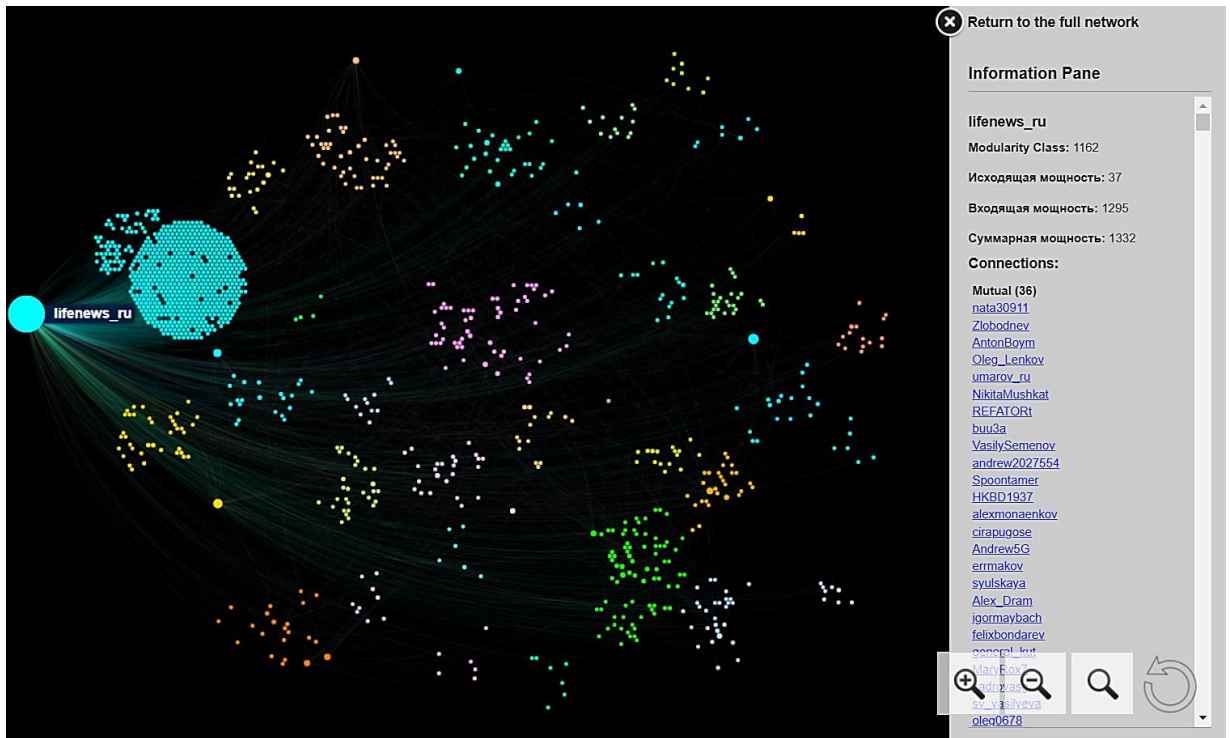 Return to the full network
Information Pane
lifenews_ru
Modularity Class: 1162
Исходящая мощность: 37
Входящая мощность: 1295
Суммарная мощность: 1332
Connections:
Mutual (36)
nata30911
Zlobodnev
AntonBoym
Oleg_Lenkov
umarov_ru
NikitaMushkat
REFATORt
buu3a
VasilySemenov
andrew2027554
Spoontamer
HKBD1937
alexmonaenkov
cirapugose
Andrew5G
errmakov
syulskaya
Alex_Dram
igormaybach
felixbondarev
general_kut
sv_vasilyeva
oleg0678
lifenews_ru